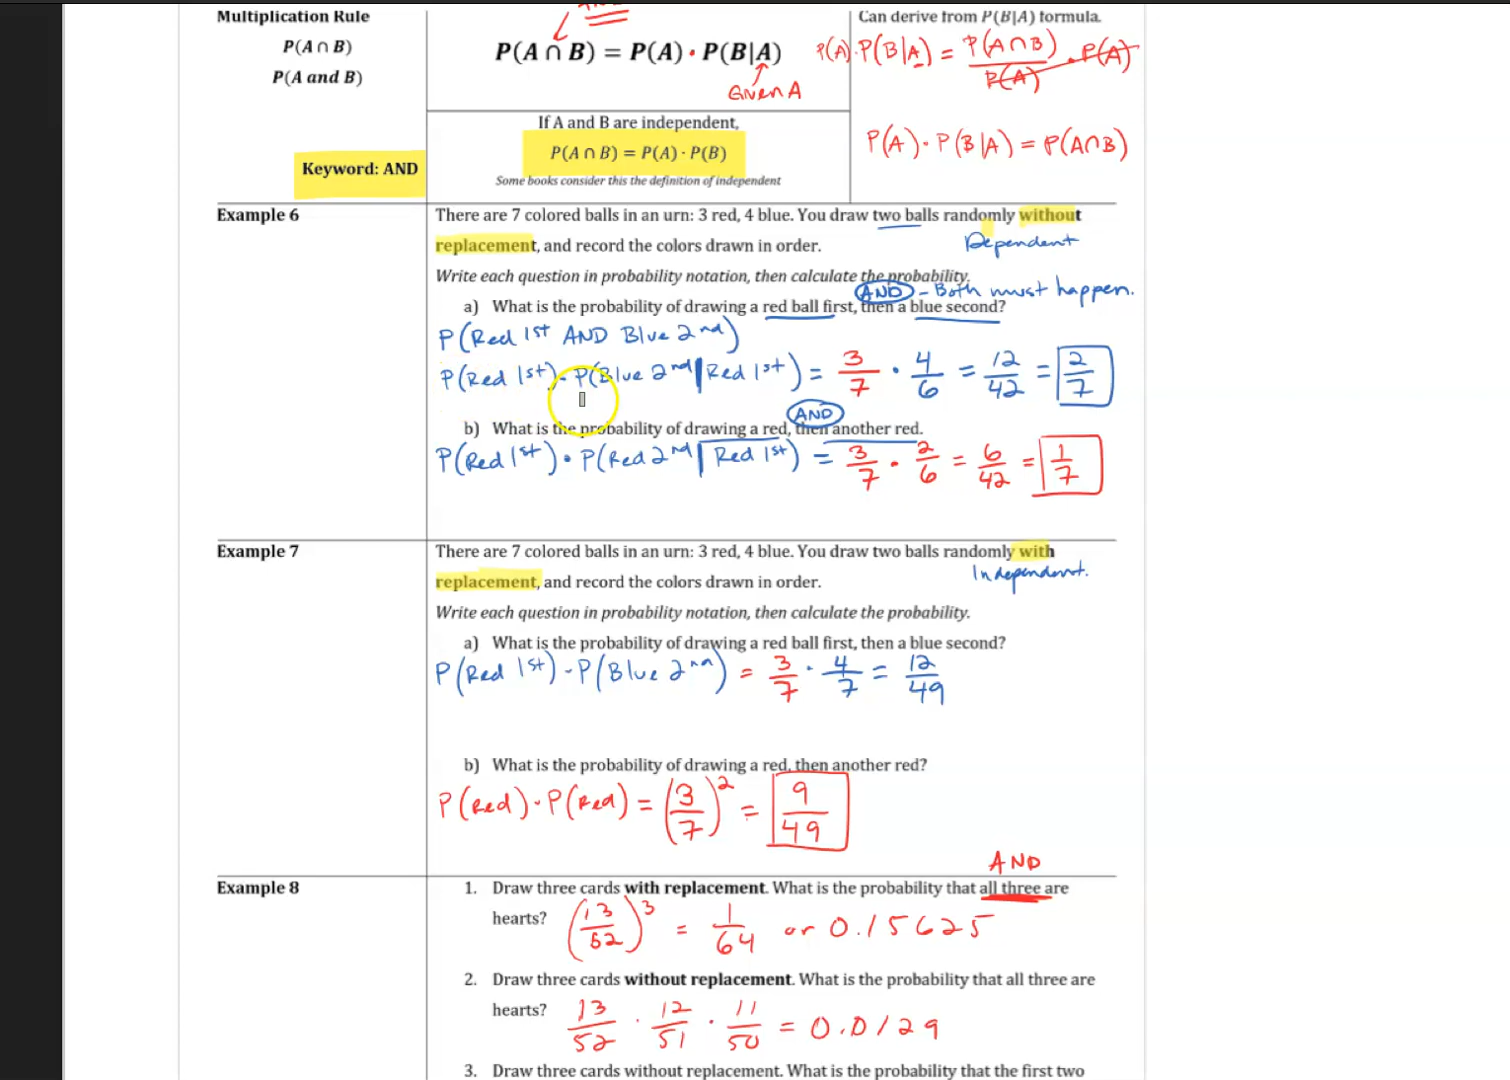 Multiplication Rule
P(A ∩ B)
P(A and B)
Keyword: AND
P(A ∩ B) = P(A) • P(B|A)
Given A
If A and B are independent,
P(A ∩ B) = P(A) · P(B)
Some books consider this the definition of independent
Can derive from P(B|A) formula.
P(A)·P(B|A) = P(A∩B)/P(A) · P(A)
P(A)·P(B|A) = P(A∩B)
Example 6
There are 7 colored balls in an urn: 3 red, 4 blue. You draw two balls randomly without
replacement, and record the colors drawn in order.
Dependent
Write each question in probability notation, then calculate the probability.
AND - Both must happen.
a) What is the probability of drawing a red ball first, then a blue second?
P(Red 1st AND Blue 2nd)
P(Red 1st) · P(Blue 2nd | Red 1st) = 3/7 · 4/6 = 12/42 = 2/7
AND
b) What is the probability of drawing a red, then another red.
P(Red 1st) · P(Red 2nd | Red 1st) = 3/7 · 2/6 = 6/42 = 1/7
Example 7
There are 7 colored balls in an urn: 3 red, 4 blue. You draw two balls randomly with
replacement, and record the colors drawn in order.
Independent.
Write each question in probability notation, then calculate the probability.
a) What is the probability of drawing a red ball first, then a blue second?
P(Red 1st) · P(Blue 2nd) = 3/7 · 4/7 = 12/49
b) What is the probability of drawing a red, then another red?
P(Red) · P(Red) = (3/7)² = 9/49
AND
Example 8
1. Draw three cards with replacement. What is the probability that all three are
hearts? (13/52)³ = 1/64 or 0.15625
2. Draw three cards without replacement. What is the probability that all three are
hearts? 13/52 · 12/51 · 11/50 = 0.0129
3. Draw three cards without replacement. What is the probability that the first two